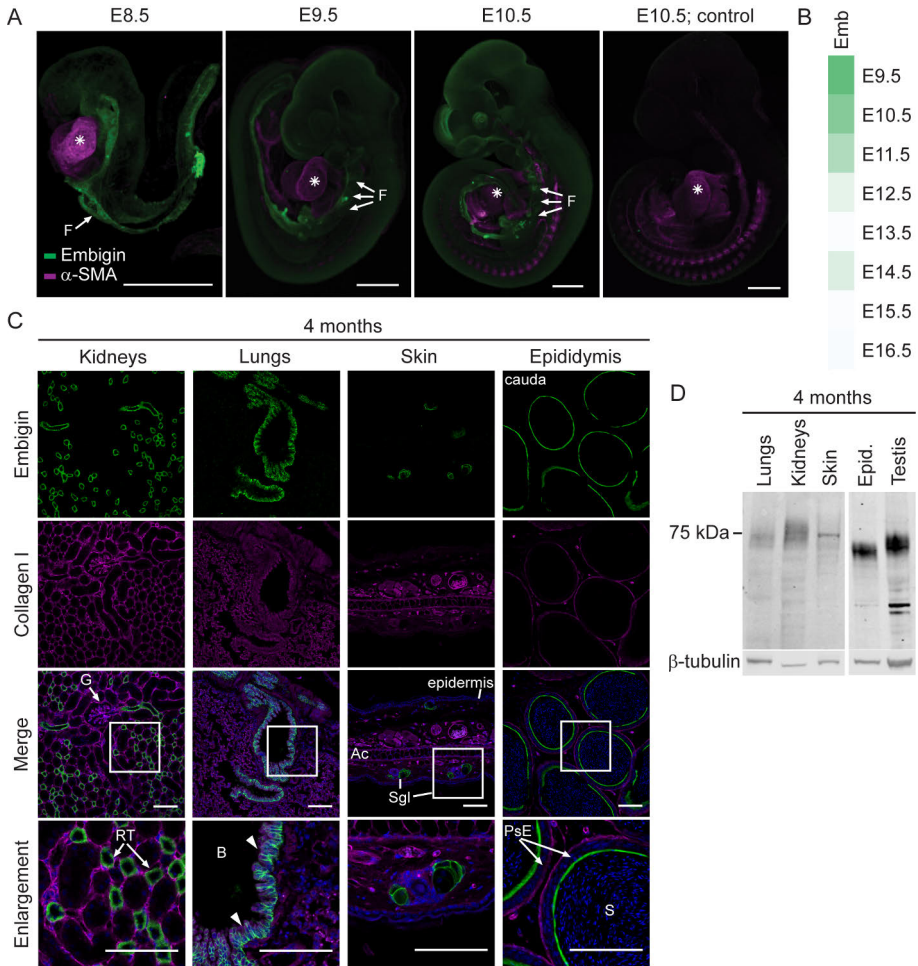 A
E8.5 E9.5 E10.5 E10.5; control
* * * *
F F F
Embigin
α-SMA
B
Emb
E9.5
E10.5
E11.5
E12.5
E13.5
E14.5
E15.5
E16.5
C
4 months
Kidneys Lungs Skin Epididymis
Embigin
cauda
Collagen I
Merge
G
epidermis
Ac
Sgl
Enlargement
RT
B
PsE
S
D
4 months
Lungs Kidneys Skin Epid. Testis
75 kDa
β-tubulin